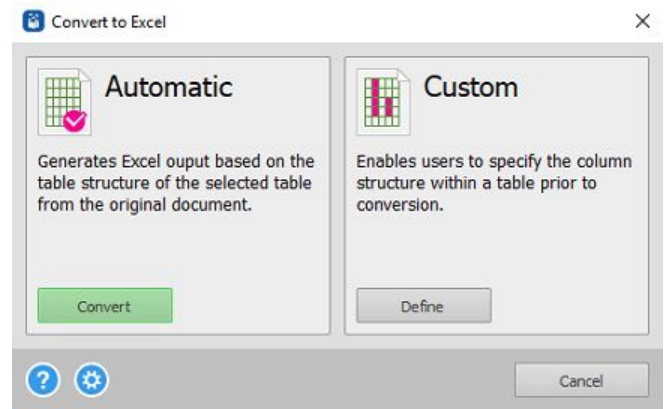 Convert to Excel
Automatic
Generates Excel ouput based on the
table structure of the selected table
from the original document.
Convert
Custom
Enables users to specify the column
structure within a table prior to
conversion.
Define
?
Cancel